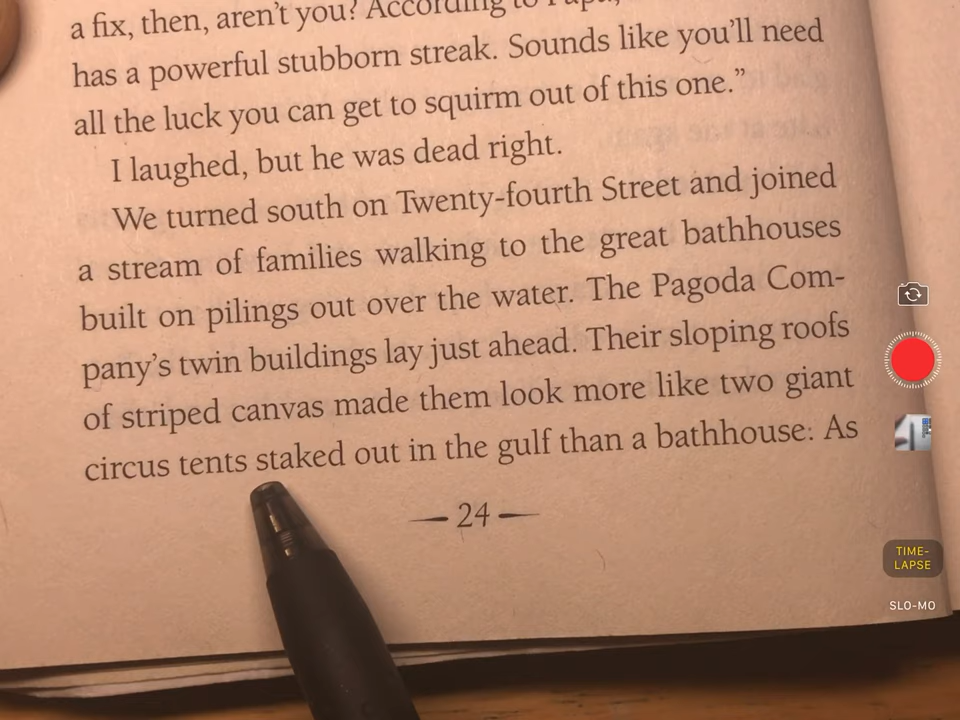 a fix, then, aren't you? According to Papa,
has a powerful stubborn streak. Sounds like you'll need
all the luck you can get to squirm out of this one."
I laughed, but he was dead right.
We turned south on Twenty-fourth Street and joined
a stream of families walking to the great bathhouses
built on pilings out over the water. The Pagoda Com-
pany's twin buildings lay just ahead. Their sloping roofs
of striped canvas made them look more like two giant
circus tents staked out in the gulf than a bathhouse. As
— 24 —
TIME-
LAPSE
SLO-MO